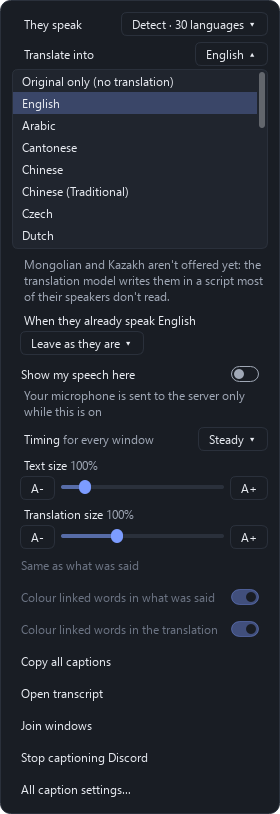 They speak
Detect · 30 languages ▾
Translate into
English ▴
Original only (no translation)
English
Arabic
Cantonese
Chinese
Chinese (Traditional)
Czech
Dutch
Mongolian and Kazakh aren't offered yet: the
translation model writes them in a script most
of their speakers don't read.
When they already speak English
Leave as they are ▾
Show my speech here
Your microphone is sent to the server only
while this is on
Timing for every window
Steady ▾
Text size 100%
A-
A+
Translation size 100%
A-
A+
Same as what was said
Colour linked words in what was said
Colour linked words in the translation
Copy all captions
Open transcript
Join windows
Stop captioning Discord
All caption settings...